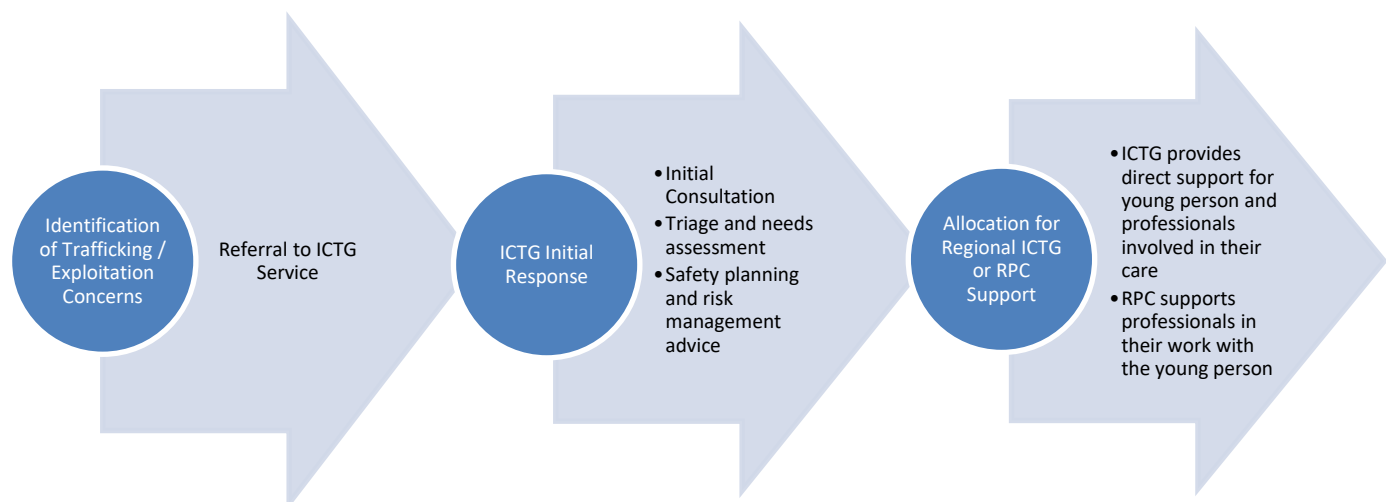 Identification
of Trafficking /
Exploitation
Concerns
Referral to ICTG
Service
ICTG Initial
Response
•Initial
Consultation
•Triage and needs
assessment
•Safety planning
and risk
management
advice
Allocation for
Regional ICTG
or RPC
Support
•ICTG provides
direct support for
young person and
professionals
involved in their
care
•RPC supports
professionals in
their work with
the young person